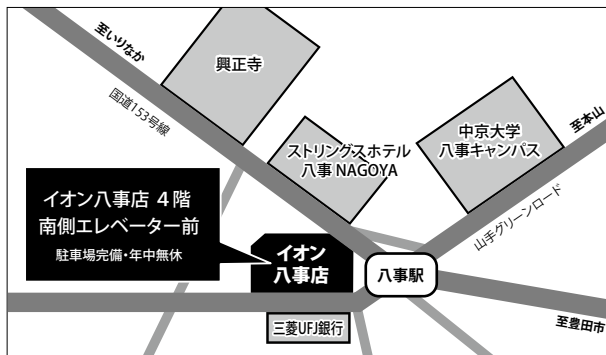 至いりなか
国道153号線
興正寺
ストリングスホテル
八事 NAGOYA
中京大学
八事キャンパス
至本山
山手グリーンロード
イオン八事店 4階
南側エレベーター前
駐車場完備・年中無休
イオン
八事店
八事駅
三菱UFJ銀行
至豊田市